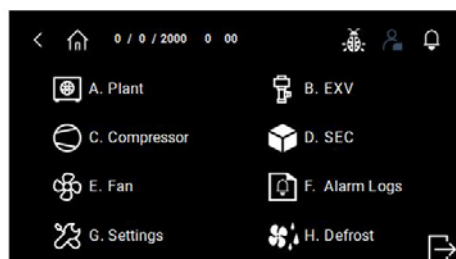 0 / 0 / 2000 0 00
A. Plant
B. EXV
C. Compressor
D. SEC
E. Fan
F. Alarm Logs
G. Settings
H. Defrost